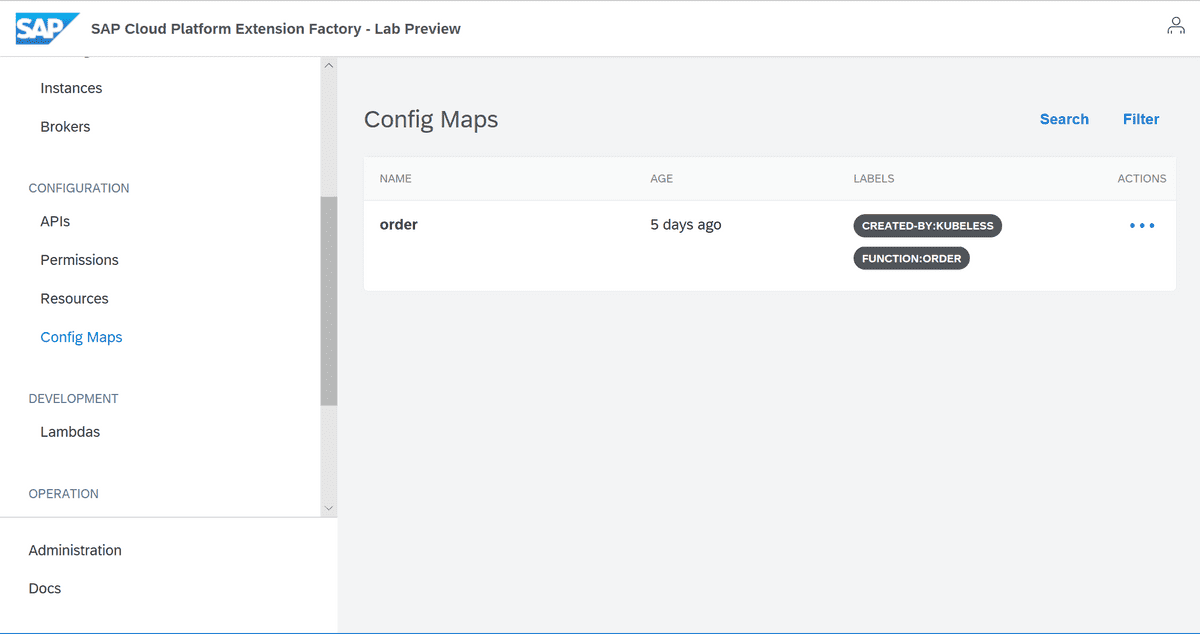 SAP SAP Cloud Platform Extension Factory - Lab Preview
Instances
Brokers
CONFIGURATION
APIs
Permissions
Resources
Config Maps
DEVELOPMENT
Lambdas
OPERATION
Administration
Docs
Config Maps Search Filter
NAME AGE LABELS ACTIONS
order 5 days ago CREATED-BY:KUBELESS
FUNCTION:ORDER